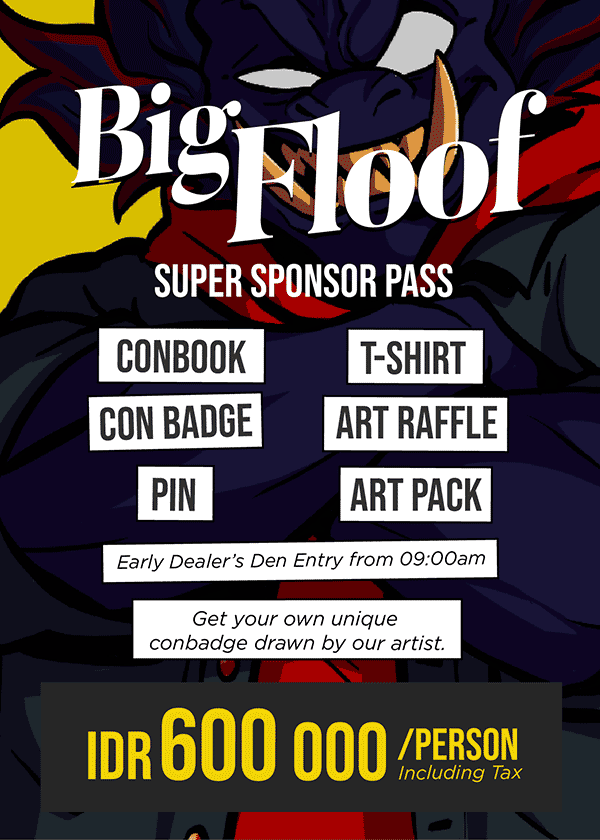 Big Floof
SUPER SPONSOR PASS
CONBOOK
T-SHIRT
CON BADGE
ART RAFFLE
PIN
ART PACK
Early Dealer's Den Entry from 09:00am
Get your own unique
conbadge drawn by our artist.
IDR 600 000 /PERSON
Including Tax